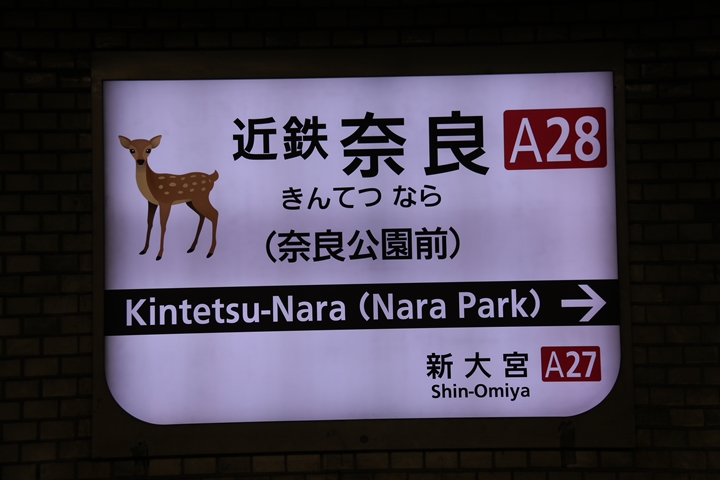 近鉄奈良 A28
きんてつ なら
(奈良公園前)
Kintetsu-Nara (Nara Park) →
新大宮 A27
Shin-Omiya